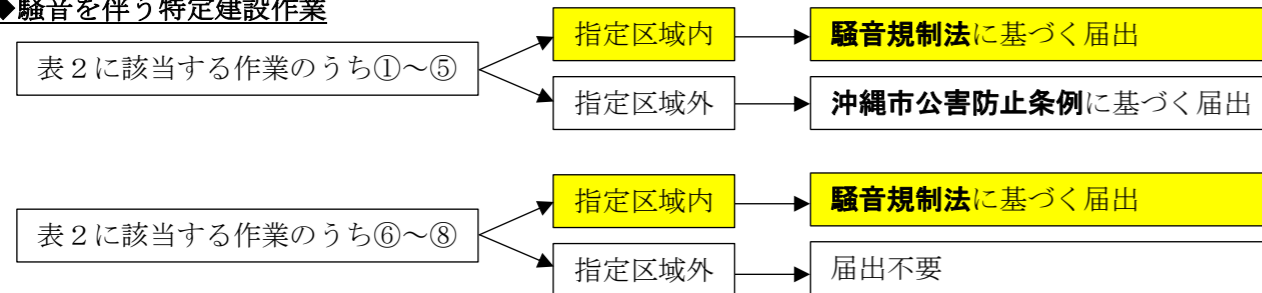 ◆騒音を伴う特定建設作業
表２に該当する作業のうち①～⑤
指定区域内
騒音規制法に基づく届出
指定区域外
沖縄市公害防止条例に基づく届出
表２に該当する作業のうち⑥～⑧
指定区域内
騒音規制法に基づく届出
指定区域外
届出不要